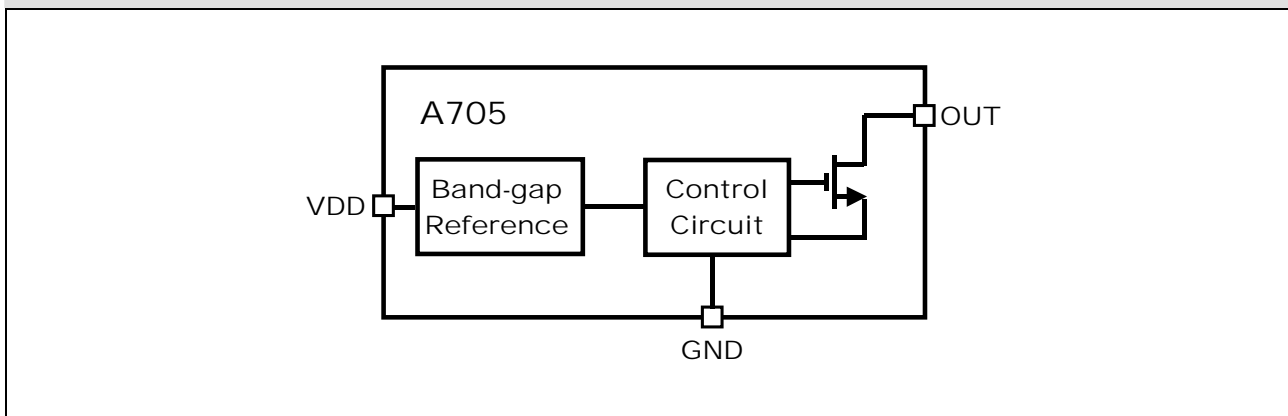 A705
OUT
Band-gap
Reference
Control
Circuit
VDD
GND